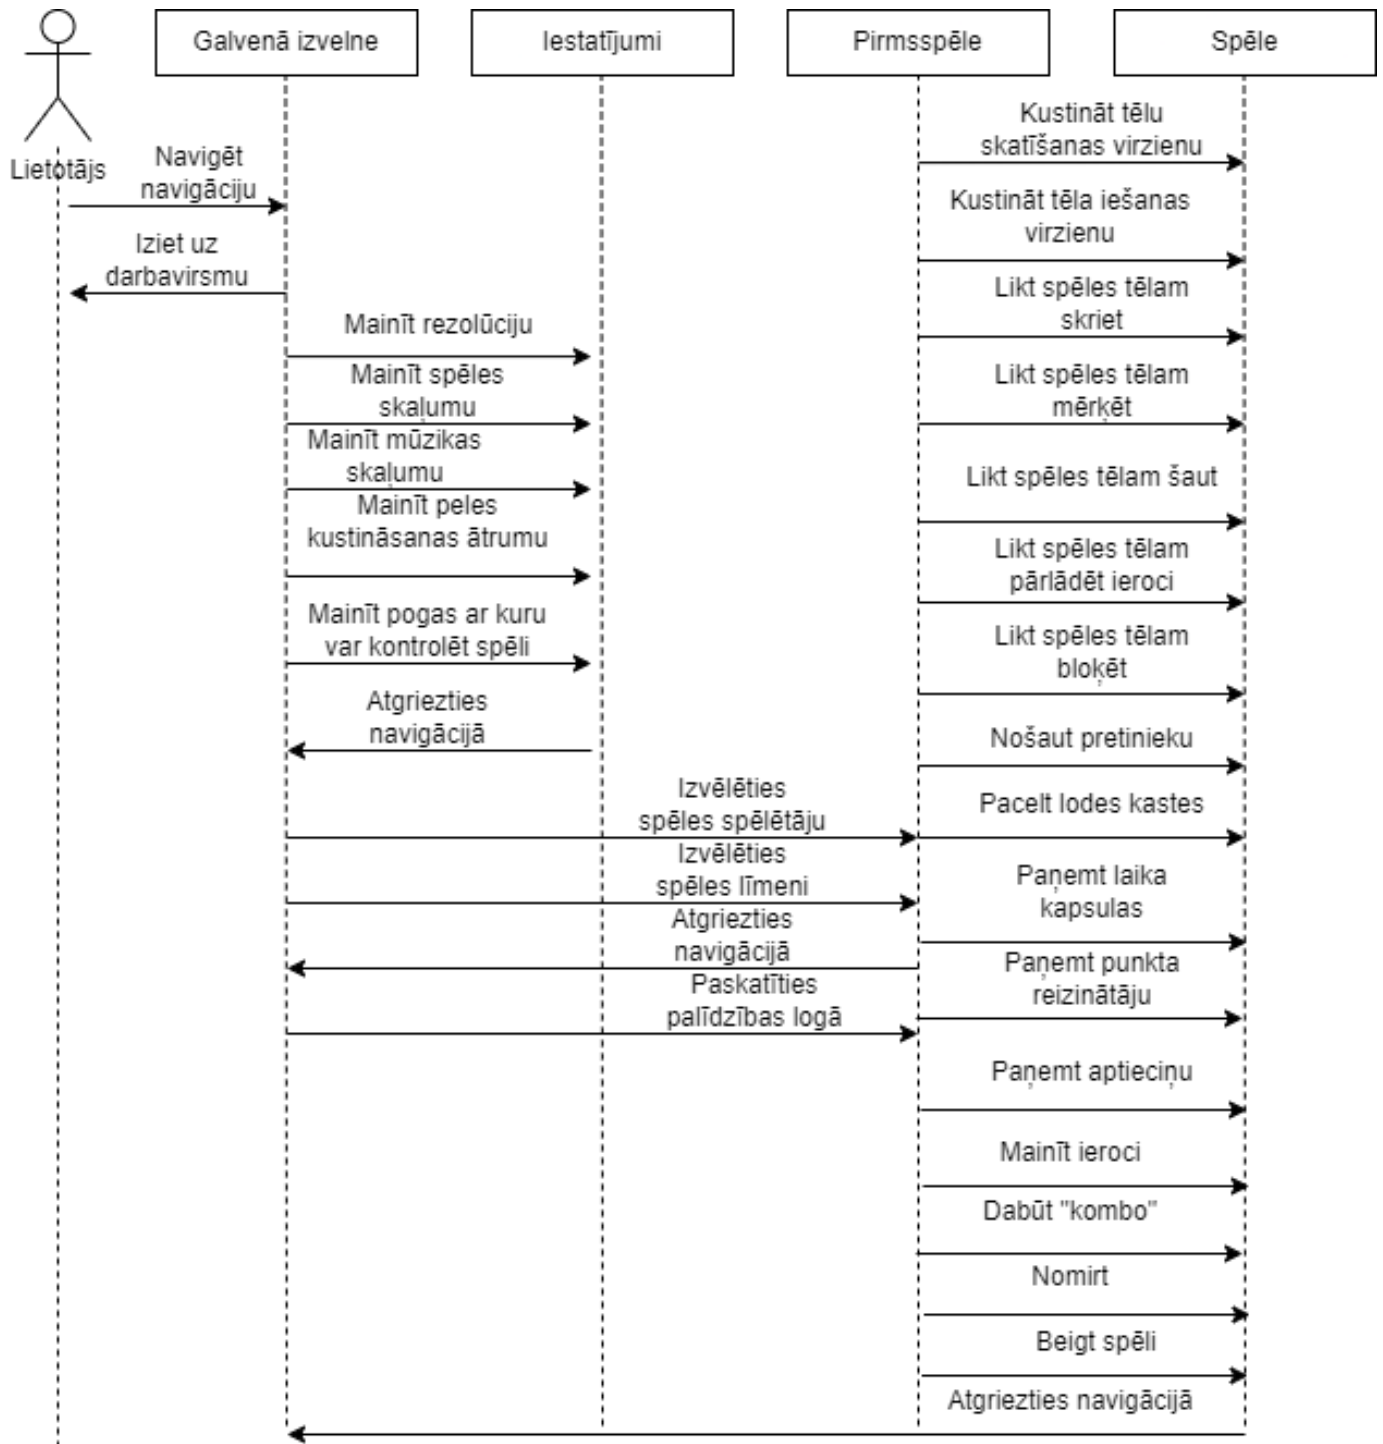 Galvenā izvelne
Iestatījumi
Pirmsspēle
Spēle
Lietotājs
Navigēt
navigāciju
Iziet uz
darbavirsmu
Mainīt rezolūciju
Mainīt spēles
skaļumu
Mainīt mūzikas
skaļumu
Mainīt peles
kustināsanas ātrumu
Mainīt pogas ar kuru
var kontrolēt spēli
Atgriezties
navigācijā
Izvēlēties
spēles spēlētāju
Izvēlēties
spēles līmeni
Atgriezties
navigācijā
Paskatīties
palīdzības logā
Kustināt tēlu
skatīšanas virzienu
Kustināt tēla iešanas
virzienu
Likt spēles tēlam
skriet
Likt spēles tēlam
mērķēt
Likt spēles tēlam šaut
Likt spēles tēlam
pārlādēt ieroci
Likt spēles tēlam
bloķēt
Nošaut pretinieku
Pacelt lodes kastes
Paņemt laika
kapsulas
Paņemt punkta
reizinātāju
Paņemt aptieciņu
Mainīt ieroci
Dabūt "kombo"
Nomirt
Beigt spēli
Atgriezties navigācijā